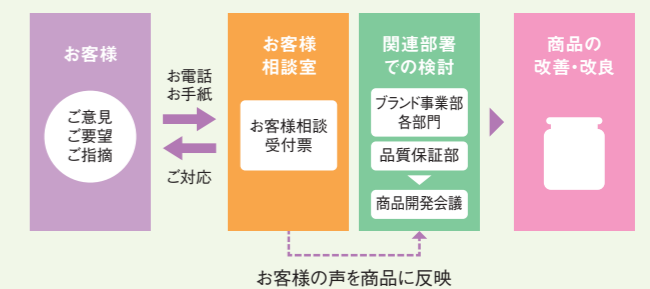 お客様
ご意見
ご要望
ご指摘
お電話
お手紙
ご対応
お客様
相談室
お客様相談
受付票
関連部署
での検討
ブランド事業部
各部門
品質保証部
商品開発会議
商品の
改善・改良
お客様の声を商品に反映